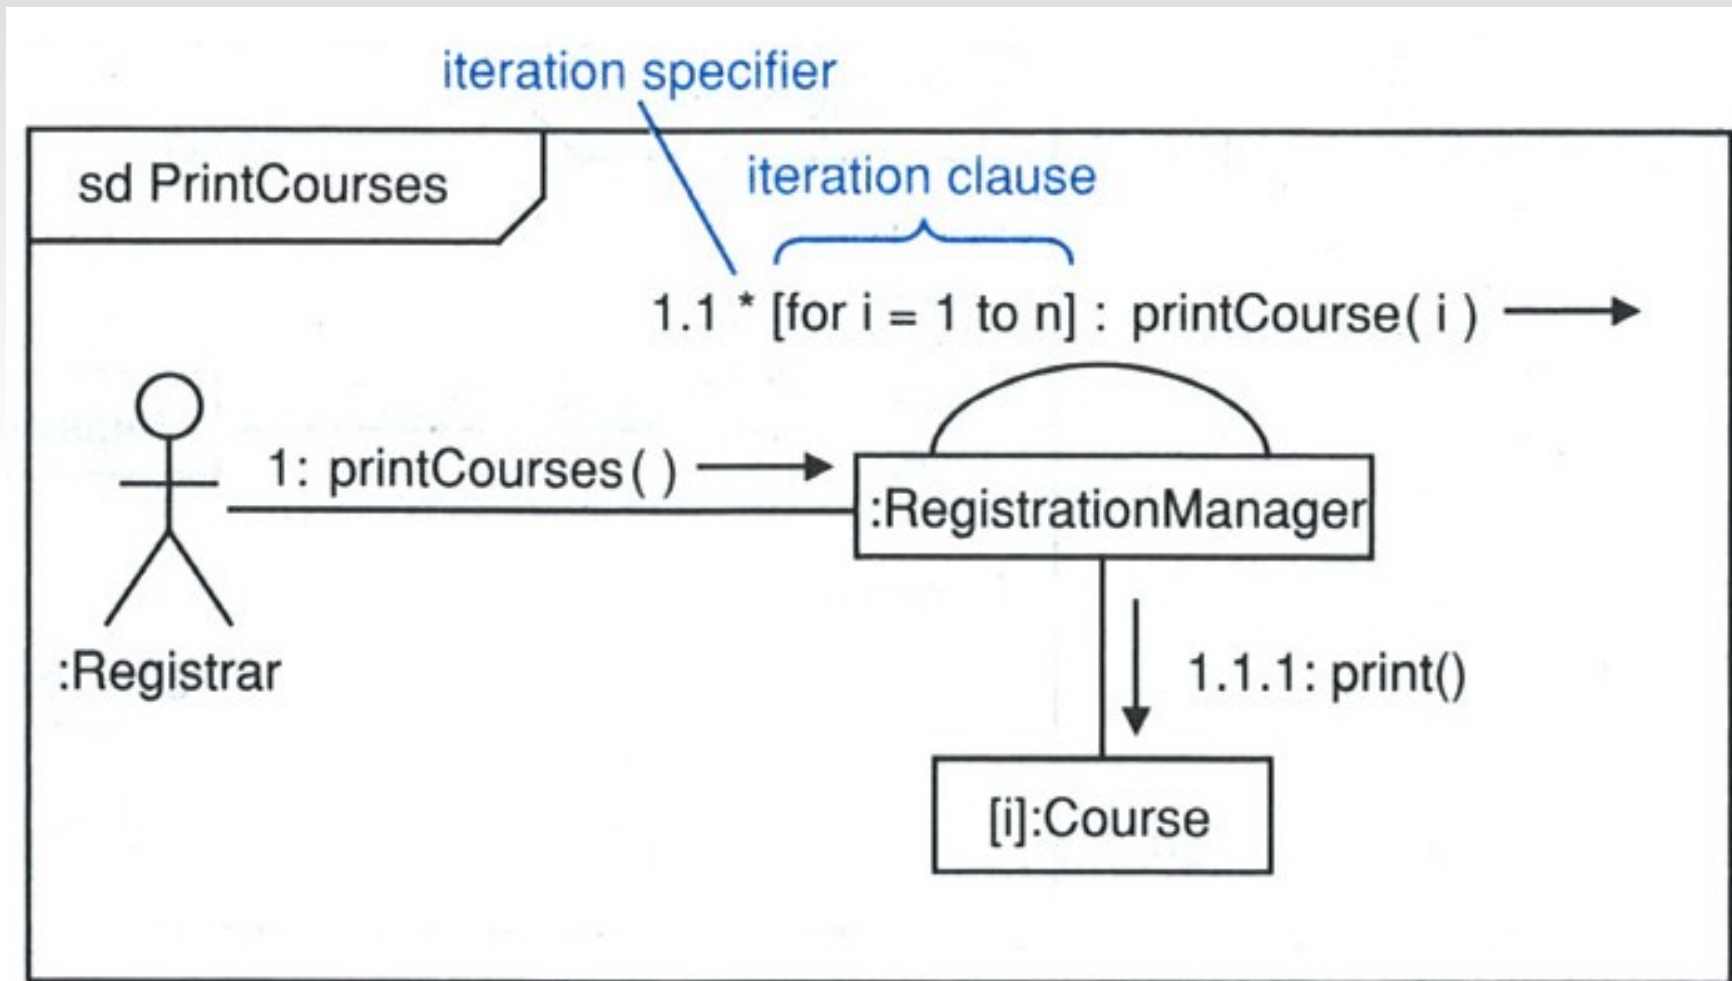 iteration specifier
sd PrintCourses
iteration clause
1.1 * [for i = 1 to n] : printCourse( i )
1: printCourses( )
:RegistrationManager
:Registrar
1.1.1: print()
[i]:Course